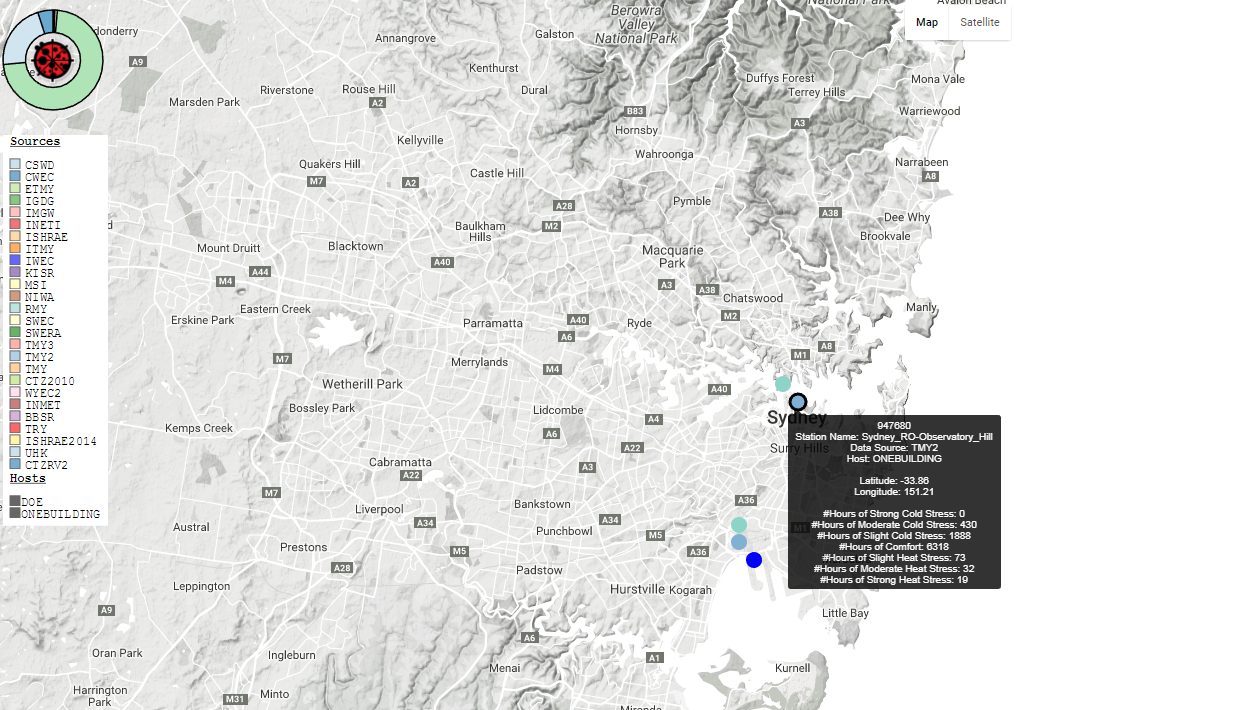 Avalon Beach
National Park
Map
Satellite
donderry
Berowra
Valley
National Park
Annangrove
Galston
A9
Kenthurst
Duffys Forest
Mona Vale
Riverstone
Rouse Hill
Dural
Terrey Hills
Marsden Park
A2
B83
Warriewood
Hornsby
A3
Kellyville
Wahroonga
Sources
Quakers Hill
Castle Hill
Narrabeen
M7
A2
A8
CSWD
CWEC
ETMY
IGDG
IMGW
INETI
ISHRAE
ITMY
IWEC
KISR
MSI
NIWA
RMY
SWEC
SWERA
TMY3
TMY2
TMY
CTZ2010
WYEC2
INMET
BBSR
TRY
ISHRAE2014
UHK
CTZRV2
Hosts
DOE
ONEBUILDING
Pymble
A28
A38
Dee Why
Baulkham
Hills
M2
Brookvale
Mount Druitt
Blacktown
Macquarie
Park
A40
A44
M4
A3
A38
Chatswood
Eastern Creek
Manly
Erskine Park
Parramatta
A40
Ryde
M2
A6
A8
M7
Merrylands
M1
M4
Wetherill Park
A40
Bossley Park
Lidcombe
A4
Sydney
Kemps Creek
A6
A22
Surry Hills
Cabramatta
A22
A3
M7
Bankstown
A36
Liverpool
A34
A34
Austral
Punchbowl
M5
M1
Prestons
M5
A36
A28
Padstow
Leppington
Hurstville
Kogarah
A9
Little Bay
A6
Oran Park
Ingleburn
A1
Menai
Kurnell
Harrington
Park
M31
Minto
Miranda
947680
Station Name: Sydney_RO-Observatory_Hill
Data Source: TMY2
Host: ONEBUILDING
Latitude: -33.86
Longitude: 151.21
#Hours of Strong Cold Stress: 0
#Hours of Moderate Cold Stress: 430
#Hours of Slight Cold Stress: 1888
#Hours of Comfort: 6318
#Hours of Slight Heat Stress: 73
#Hours of Moderate Heat Stress: 32
#Hours of Strong Heat Stress: 19